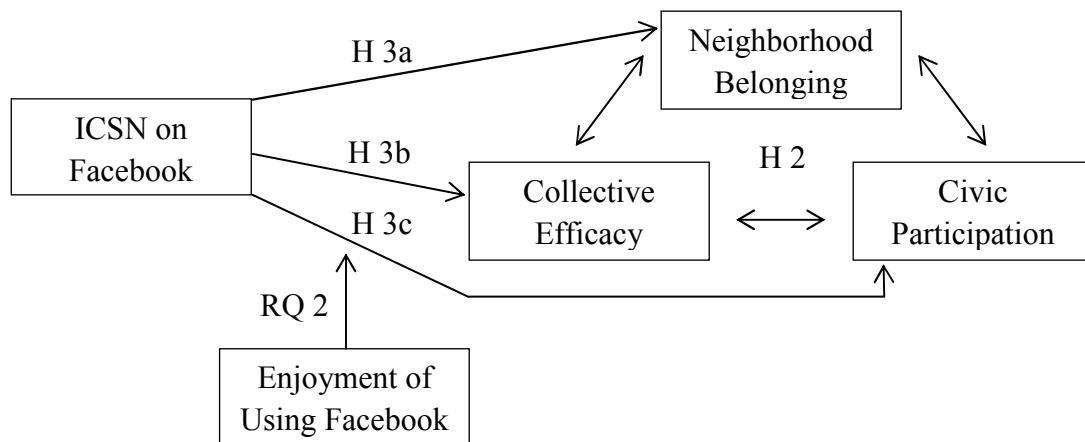 Neighborhood
Belonging
H 3a
ICSN on
Facebook
H 3b
H 2
Collective
Efficacy
Civic
Participation
H 3c
RQ 2
Enjoyment of
Using Facebook